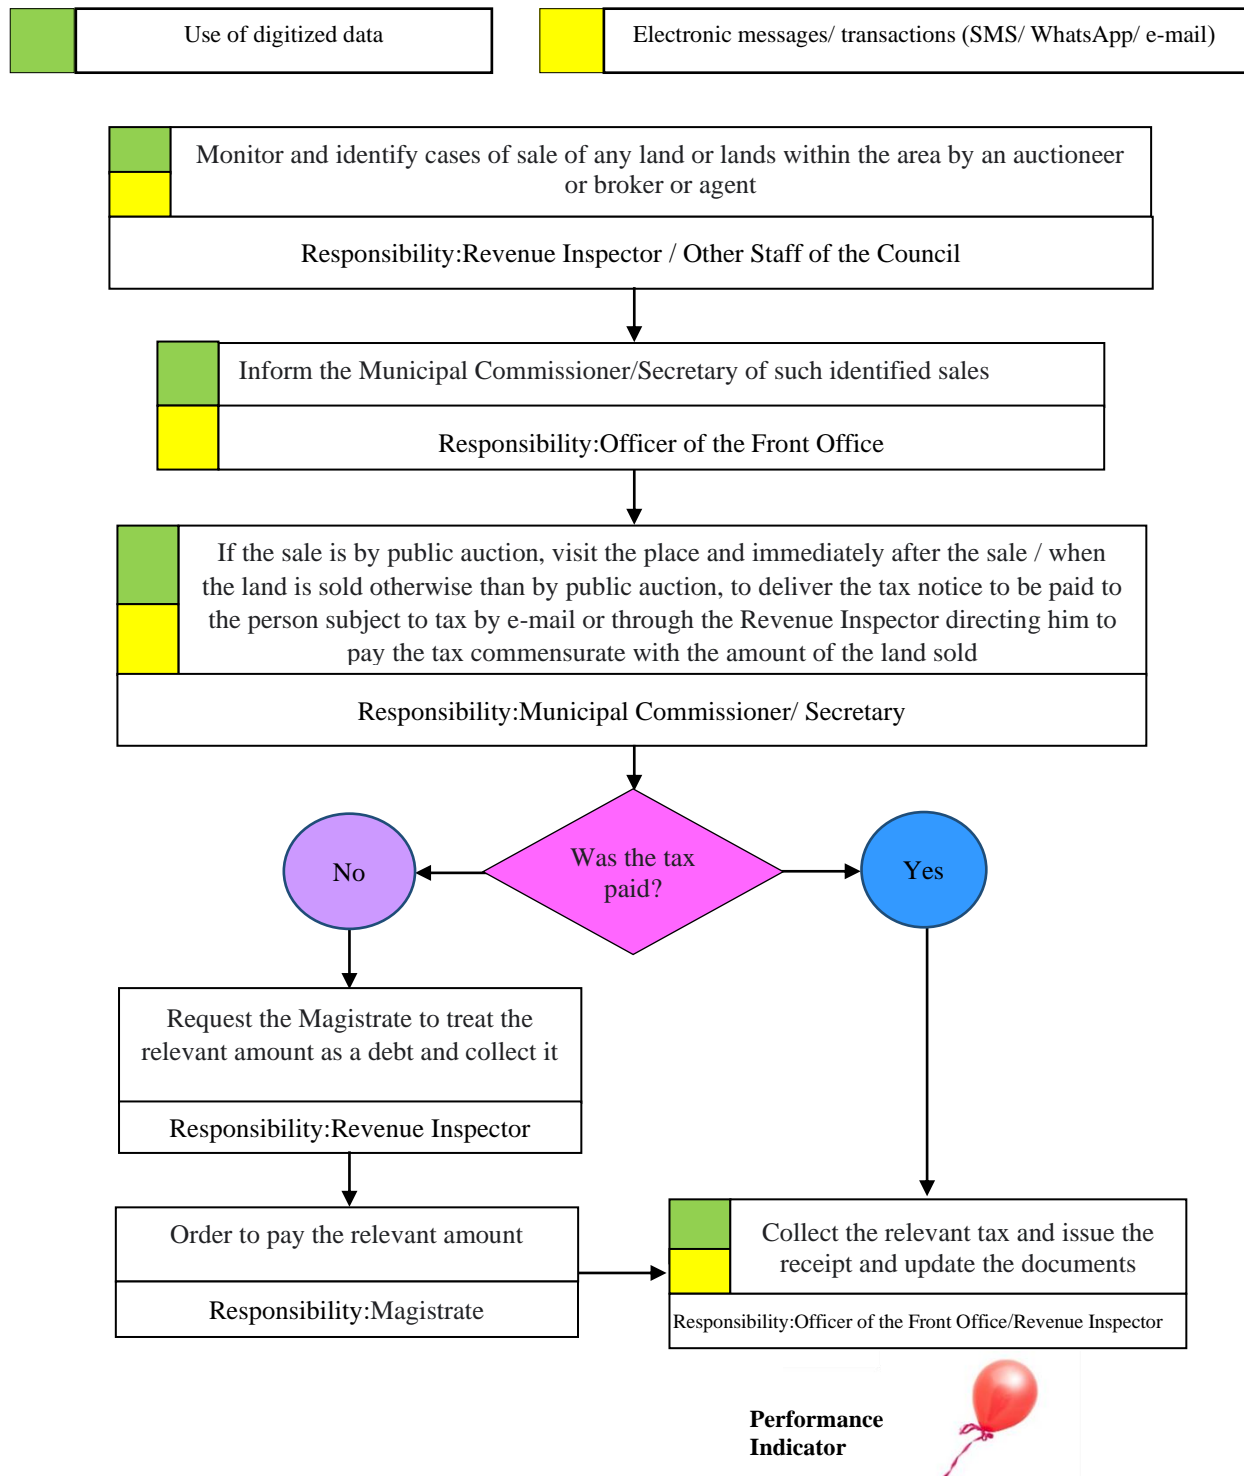 Use of digitized data
Electronic messages/ transactions (SMS/ WhatsApp/ e-mail)
Monitor and identify cases of sale of any land or lands within the area by an auctioneer
or broker or agent
Responsibility:Revenue Inspector / Other Staff of the Council
Inform the Municipal Commissioner/Secretary of such identified sales
Responsibility:Officer of the Front Office
If the sale is by public auction, visit the place and immediately after the sale / when
the land is sold otherwise than by public auction, to deliver the tax notice to be paid to
the person subject to tax by e-mail or through the Revenue Inspector directing him to
pay the tax commensurate with the amount of the land sold
Responsibility:Municipal Commissioner/ Secretary
Was the tax
paid?
No
Yes
Request the Magistrate to treat the
relevant amount as a debt and collect it
Responsibility:Revenue Inspector
Order to pay the relevant amount
Responsibility:Magistrate
Collect the relevant tax and issue the
receipt and update the documents
Responsibility:Officer of the Front Office/Revenue Inspector
Performance
Indicator